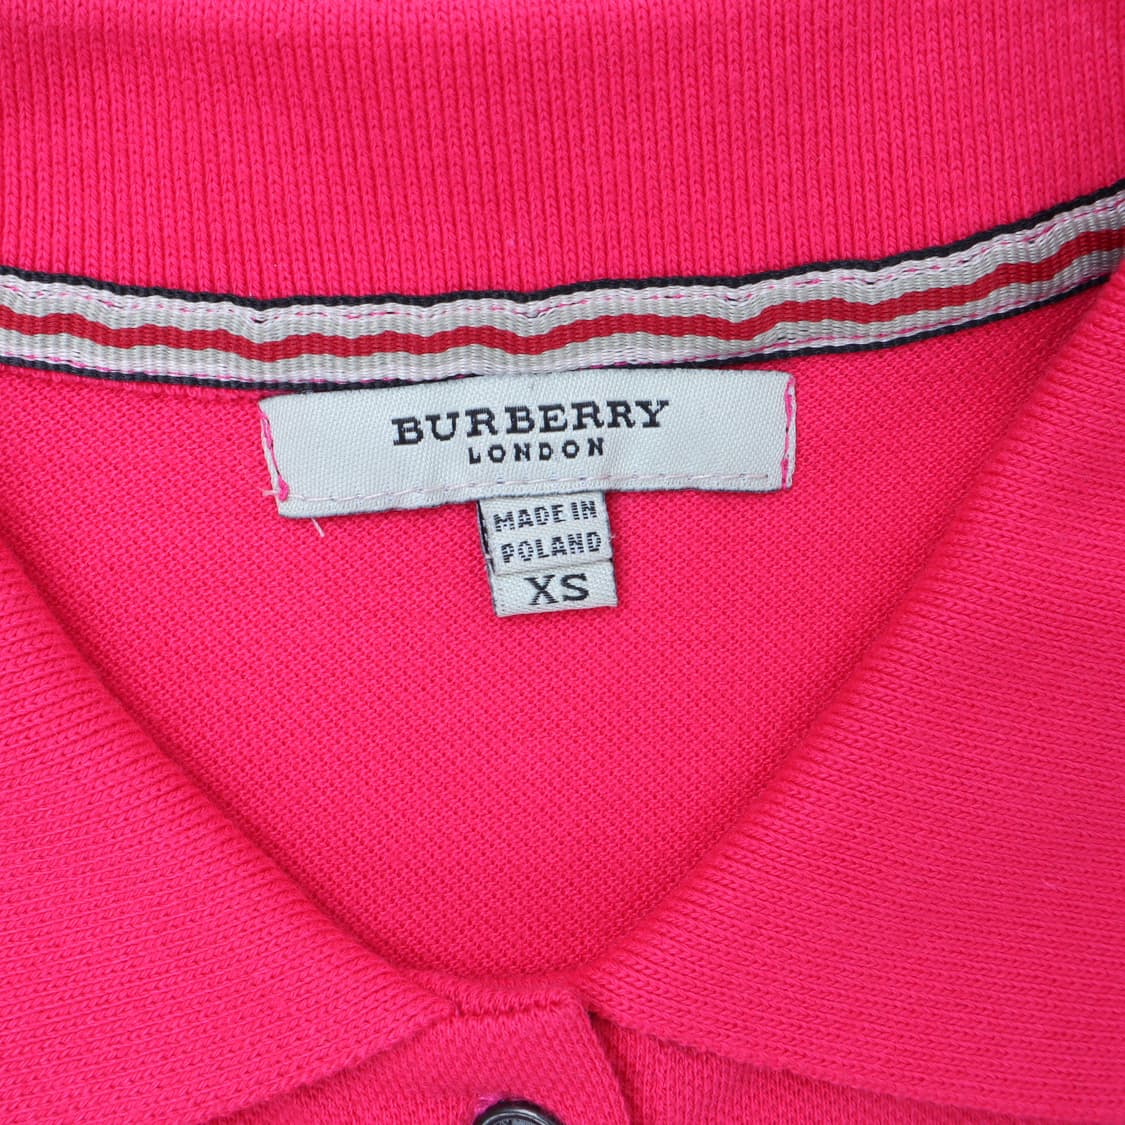 BURBERRY
LONDON
MADE IN
POLAND
XS